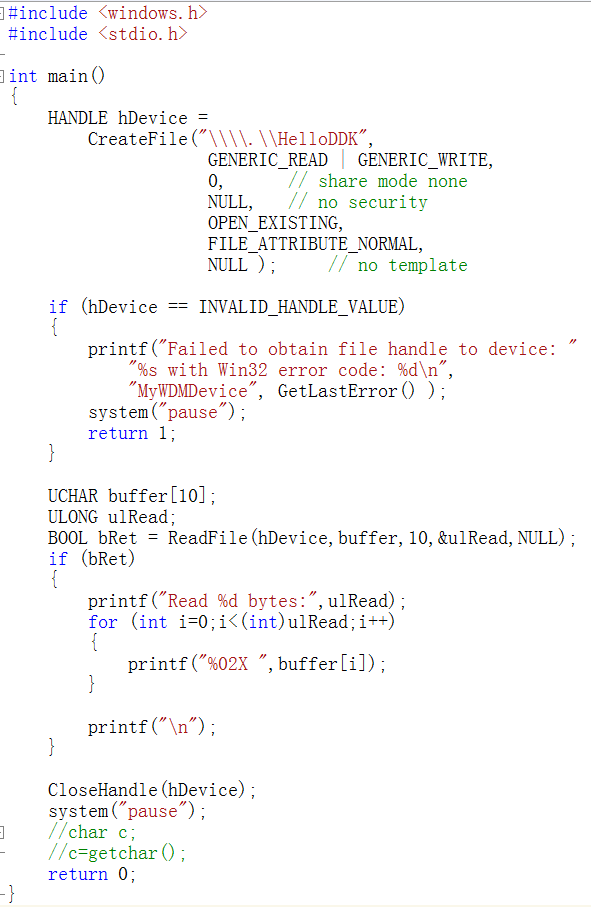 #include <windows.h>
#include <stdio.h>
int main()
{
    HANDLE hDevice =
        CreateFile("\\\\.\\HelloDDK",
                    GENERIC_READ | GENERIC_WRITE,
                    0,      // share mode none
                    NULL,   // no security
                    OPEN_EXISTING,
                    FILE_ATTRIBUTE_NORMAL,
                    NULL );     // no template
    if (hDevice == INVALID_HANDLE_VALUE)
    {
        printf("Failed to obtain file handle to device: "
            "%s with Win32 error code: %d\n",
            "MyWDMDevice", GetLastError() );
        system("pause");
        return 1;
    }
    UCHAR buffer[10];
    ULONG ulRead;
    BOOL bRet = ReadFile(hDevice,buffer,10,&ulRead,NULL);
    if (bRet)
    {
        printf("Read %d bytes:",ulRead);
        for (int i=0;i<(int)ulRead;i++)
        {
            printf("%02X ",buffer[i]);
        }
        printf("\n");
    }
    CloseHandle(hDevice);
    system("pause");
    //char c;
    //c=getchar();
    return 0;
}